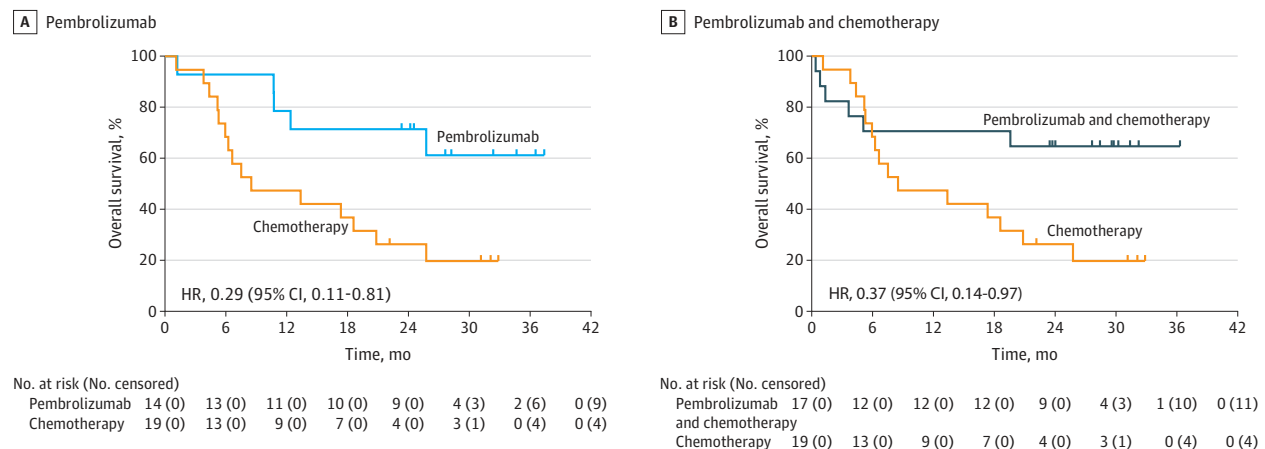 A Pembrolizumab
100
80
60
40
20
0
Overall survival, %
Pembrolizumab
Chemotherapy
HR, 0.29 (95% CI, 0.11-0.81)
0 6 12 18 24 30 36 42
Time, mo
No. at risk (No. censored)
Pembrolizumab 14 (0) 13 (0) 11 (0) 10 (0) 9 (0) 4 (3) 2 (6) 0 (9)
Chemotherapy 19 (0) 13 (0) 9 (0) 7 (0) 4 (0) 3 (1) 0 (4) 0 (4)
B Pembrolizumab and chemotherapy
100
80
60
40
20
0
Overall survival, %
Pembrolizumab and chemotherapy
Chemotherapy
HR, 0.37 (95% CI, 0.14-0.97)
0 6 12 18 24 30 36 42
Time, mo
No. at risk (No. censored)
Pembrolizumab 17 (0) 12 (0) 12 (0) 12 (0) 9 (0) 4 (3) 1 (10) 0 (11)
and chemotherapy
Chemotherapy 19 (0) 13 (0) 9 (0) 7 (0) 4 (0) 3 (1) 0 (4) 0 (4)